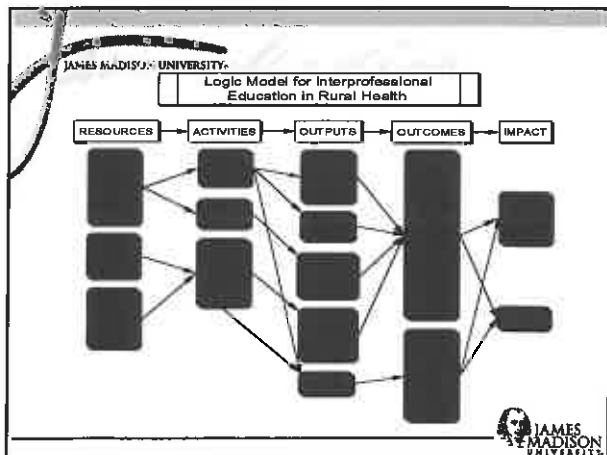 JAMES MADISON UNIVERSITY.
Logic Model for Interprofessional
Education in Rural Health
RESOURCES
ACTIVITIES
OUTPUTS
OUTCOMES
IMPACT
JAMES
MADISON
UNIVERSITY.